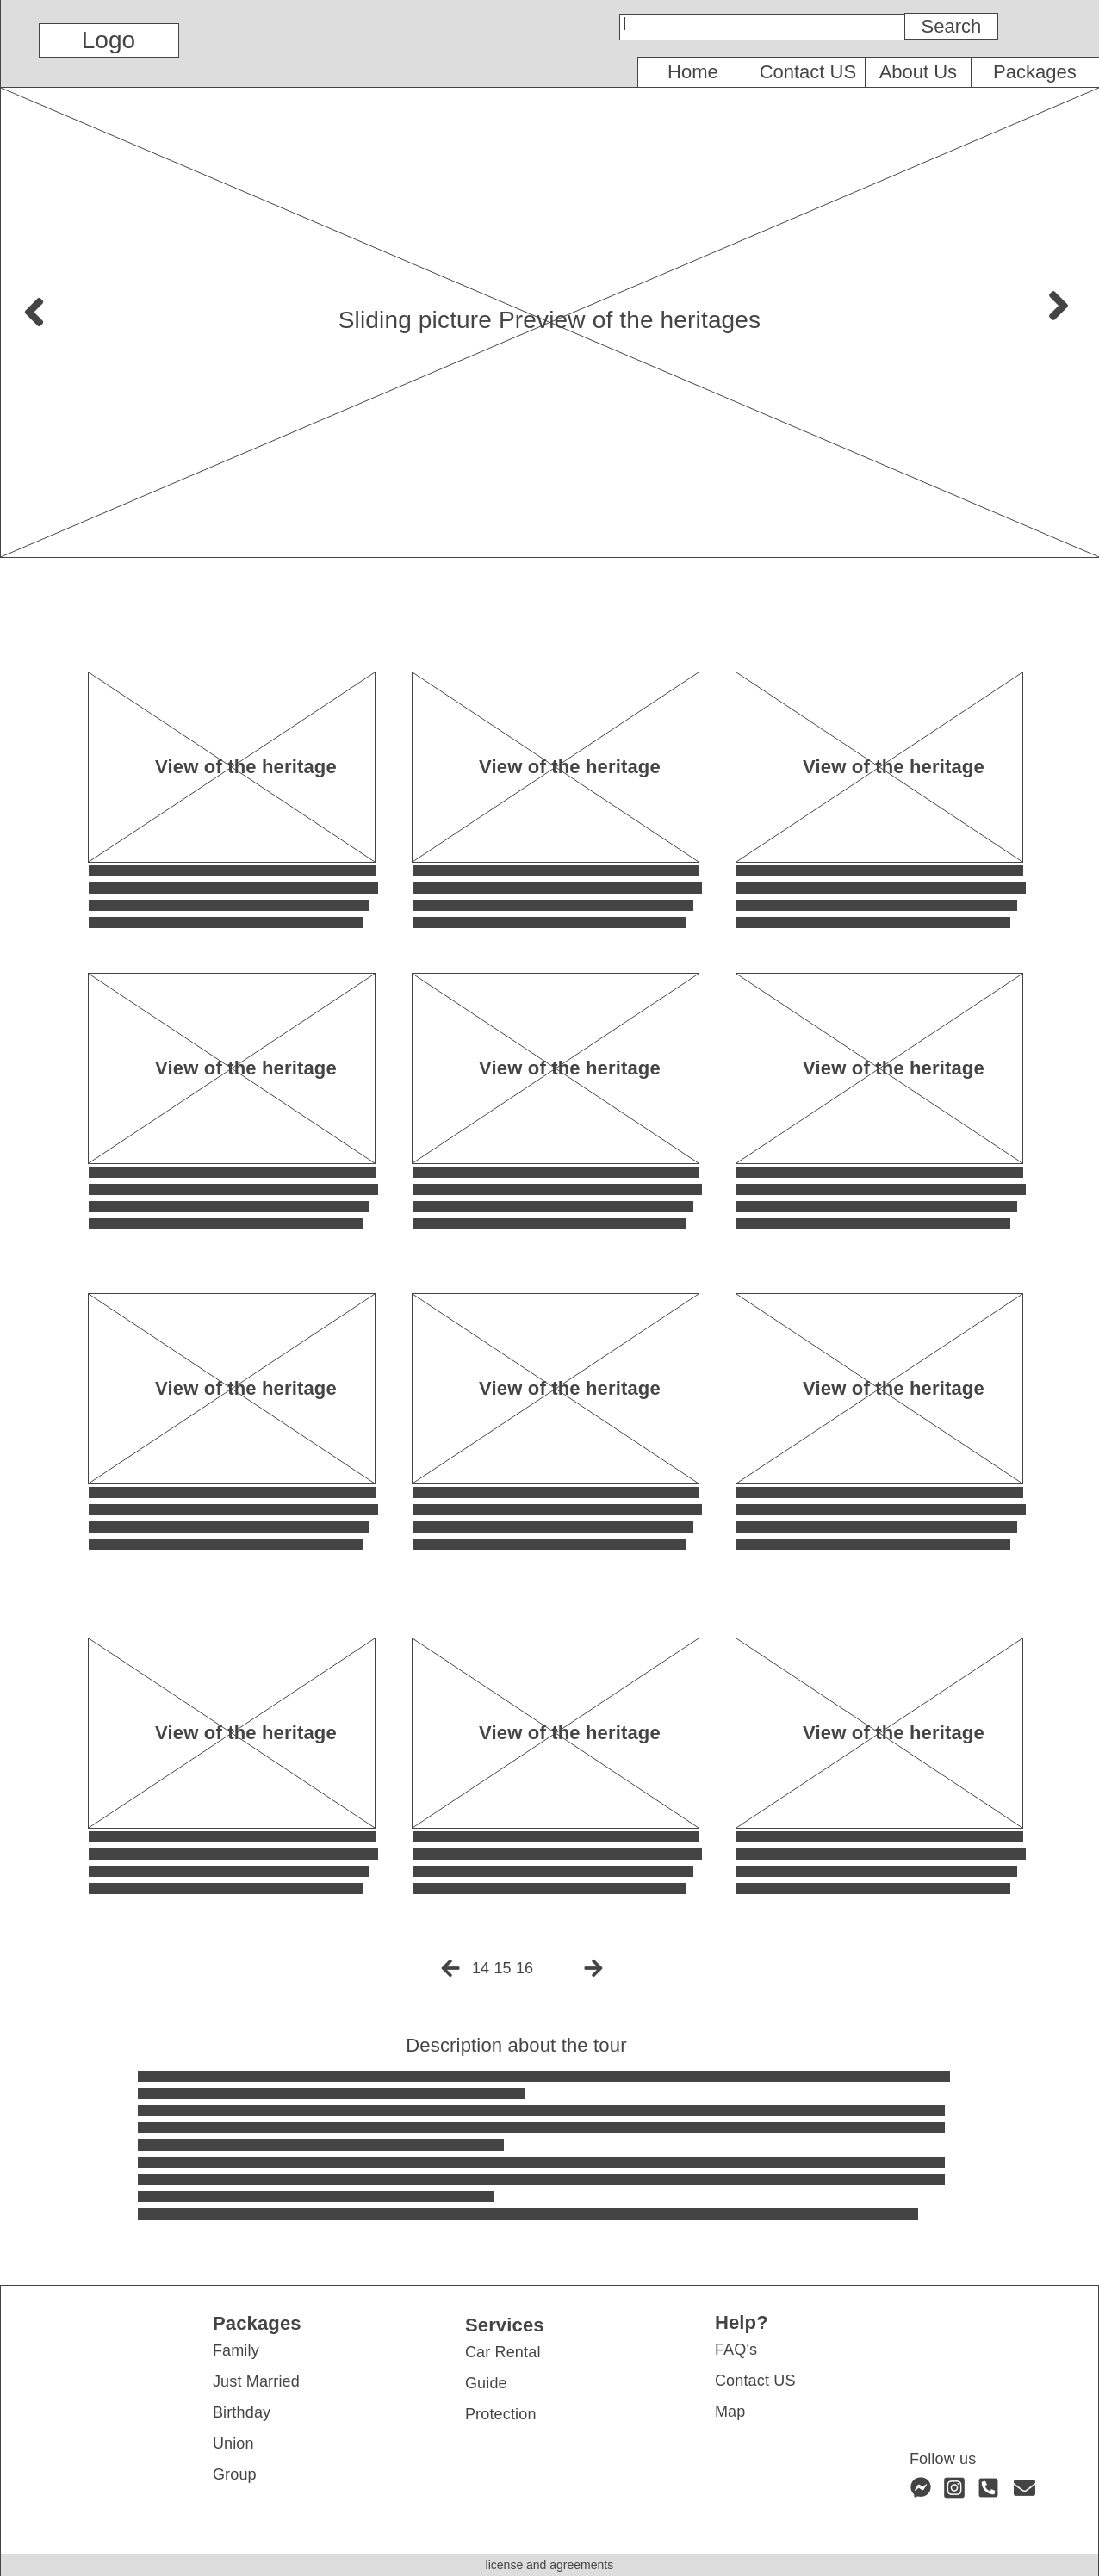 Logo
Search
Home Contact US About Us Packages
Sliding picture Preview of the heritages
View of the heritage View of the heritage View of the heritage
View of the heritage View of the heritage View of the heritage
View of the heritage View of the heritage View of the heritage
View of the heritage View of the heritage View of the heritage
14 15 16
Description about the tour
Packages
Family
Just Married
Birthday
Union
Group
Services
Car Rental
Guide
Protection
Help?
FAQ's
Contact US
Map
Follow us
license and agreements